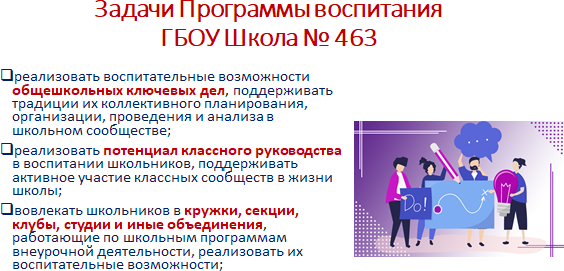 Задачи Программы воспитания
ГБОУ Школа № 463
❑реализовать воспитательные возможности
общешкольных ключевых дел, поддерживать
традиции их коллективного планирования,
организации, проведения и анализа в
школьном сообществе;
❑реализовать потенциал классного руководства
в воспитании школьников, поддерживать
активное участие классных сообществ в жизни
школы;
❑вовлекать школьников в кружки, секции,
клубы, студии и иные объединения,
работающие по школьным программам
внеурочной деятельности, реализовать их
воспитательные возможности;
Do!